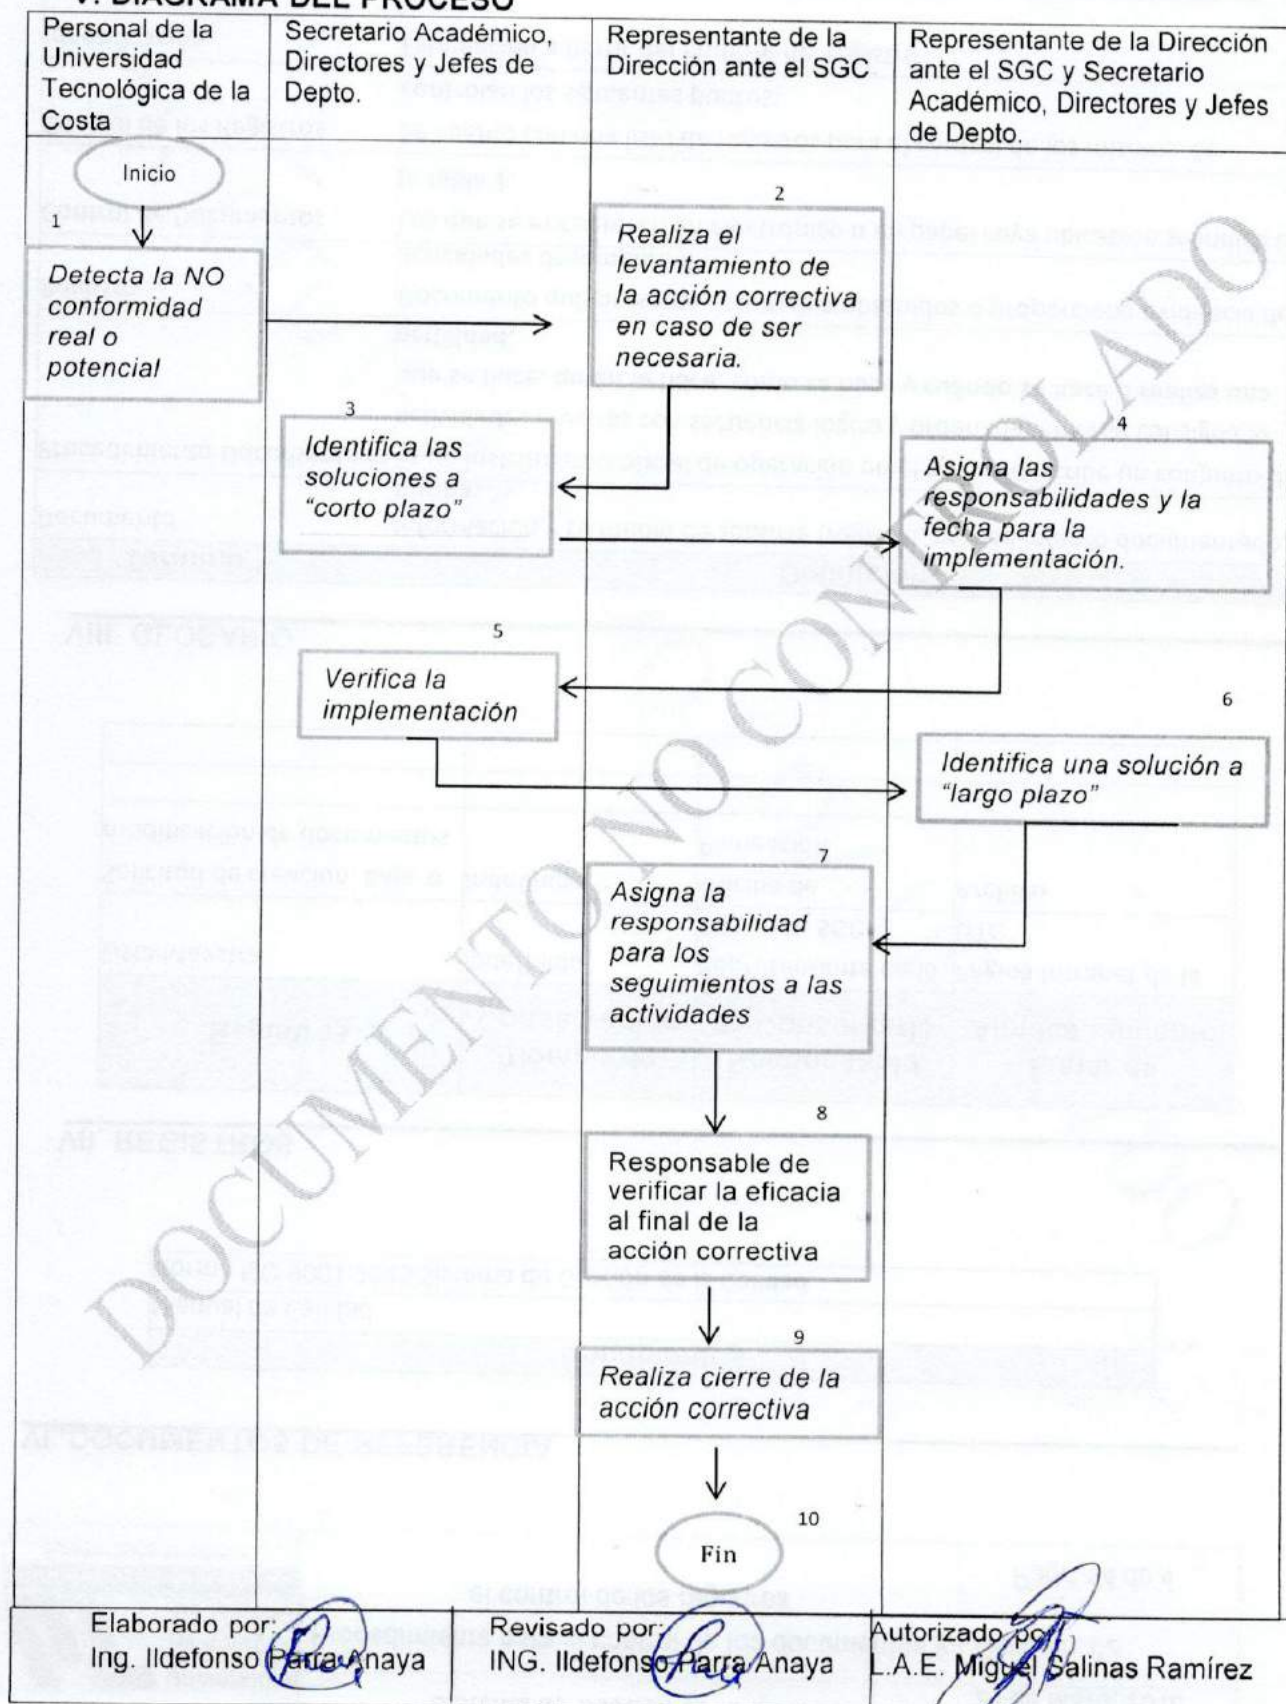 V. DIAGRAMA DEL PROCESO
Personal de la
Universidad
Tecnológica de la
Costa
Secretario Académico,
Directores y Jefes de
Depto.
Representante de la
Dirección ante el SGC
Representante de la Dirección
ante el SGC y Secretario
Académico, Directores y Jefes
de Depto.
Inicio
1
Detecta la NO
conformidad
real o
potencial
2
Realiza el
levantamiento de
la acción correctiva
en caso de ser
necesaria.
3
Identifica las
soluciones a
“corto plazo”
4
Asigna las
responsabilidades y la
fecha para la
implementación.
5
Verifica la
implementación
6
Identifica una solución a
“largo plazo”
7
Asigna la
responsabilidad
para los
seguimientos a las
actividades
8
Responsable de
verificar la eficacia
al final de la
acción correctiva
9
Realiza cierre de la
acción correctiva
10
Fin
DOCUMENTO NO CONTROLADO
Elaborado por:
Ing. Ildefonso Parra Anaya
Revisado por:
ING. Ildefonso Parra Anaya
Autorizado por
L.A.E. Miguel Salinas Ramírez